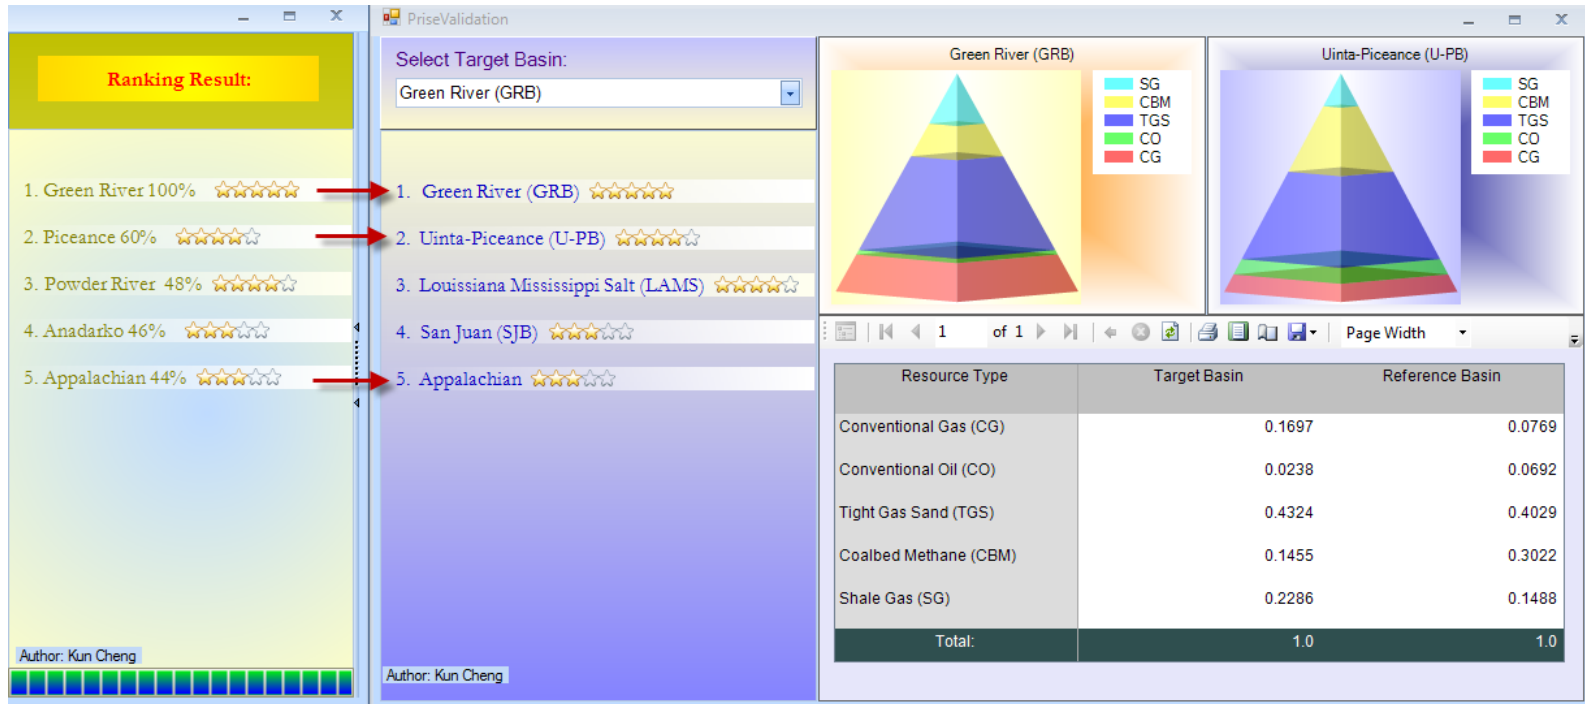 Ranking Result:
1. Green River 100%
2. Piceance 60%
3. Powder River 48%
4. Anadarko 46%
5. Appalachian 44%
Author: Kun Cheng
PriseValidation
Select Target Basin:
Green River (GRB)
1. Green River (GRB)
2. Uinta-Piceance (U-PB)
3. Louissiana Mississippi Salt (LAMS)
4. San Juan (SJB)
5. Appalachian
Author: Kun Cheng
Green River (GRB)
SG
CBM
TGS
CO
CG
Uinta-Piceance (U-PB)
SG
CBM
TGS
CO
CG
1 of 1 Page Width
Resource Type Target Basin Reference Basin
Conventional Gas (CG) 0.1697 0.0769
Conventional Oil (CO) 0.0238 0.0692
Tight Gas Sand (TGS) 0.4324 0.4029
Coalbed Methane (CBM) 0.1455 0.3022
Shale Gas (SG) 0.2286 0.1488
Total: 1.0 1.0